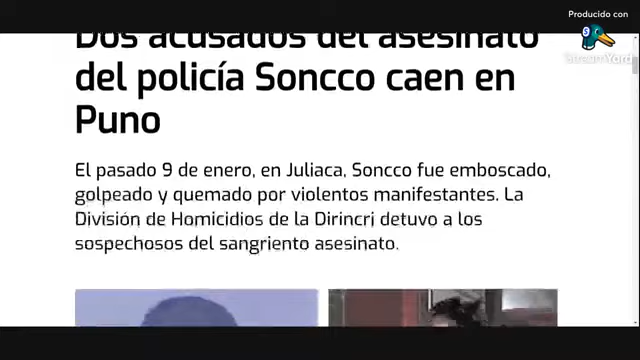 Producido con
StreamYard
Dos acusados del asesinato
del policía Soncco caen en
Puno
El pasado 9 de enero, en Juliaca, Soncco fue emboscado,
golpeado y quemado por violentos manifestantes. La
División de Homicidios de la Dirincri detuvo a los
sospechosos del sangriento asesinato.